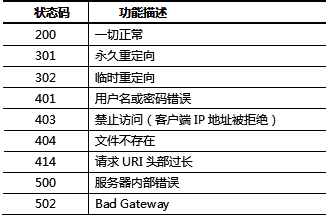 状态码 功能描述
200 一切正常
301 永久重定向
302 临时重定向
401 用户名或密码错误
403 禁止访问（客户端 IP 地址被拒绝）
404 文件不存在
414 请求 URI 头部过长
500 服务器内部错误
502 Bad Gateway